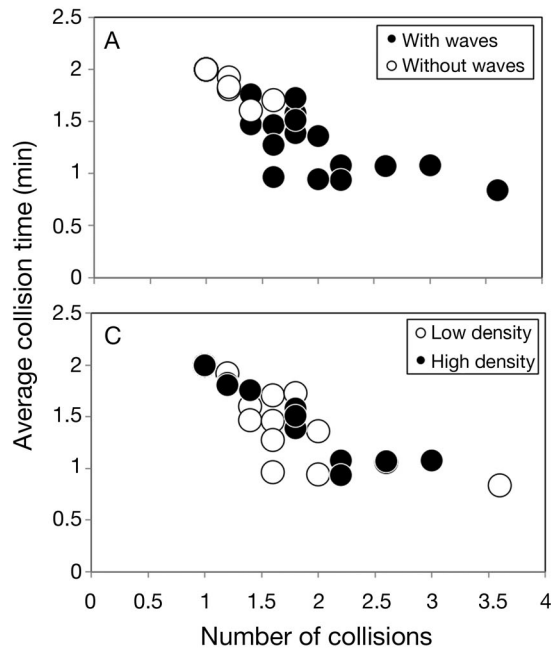 A
With waves
Without waves
2.5
2
1.5
1
0.5
0
Average collision time (min)
C
Low density
High density
2.5
2
1.5
1
0.5
0
0 0.5 1 1.5 2 2.5 3 3.5 4
Number of collisions